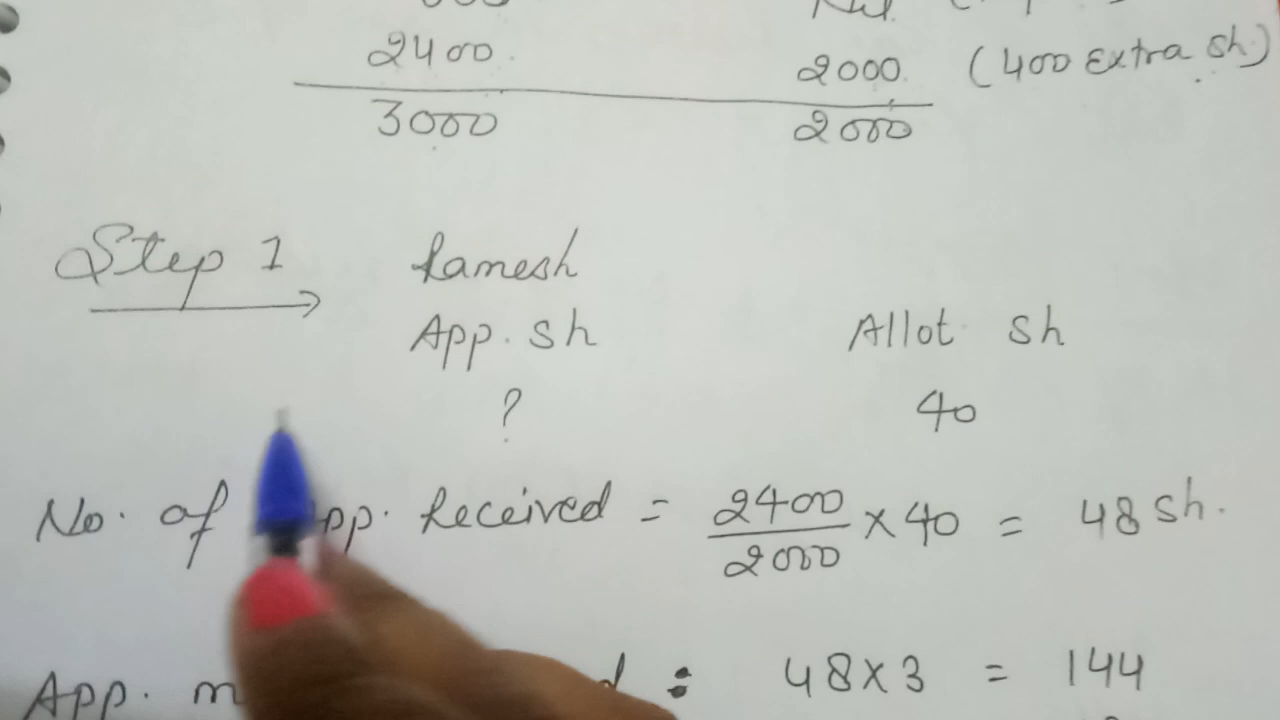 2400 2000 (400 Extra sh.)
3000 2000
Step 1 Ramesh
App. sh Allot sh
? 40
No. of pp. Received = 2400/2000 × 40 = 48 sh.
App. 48×3 = 144